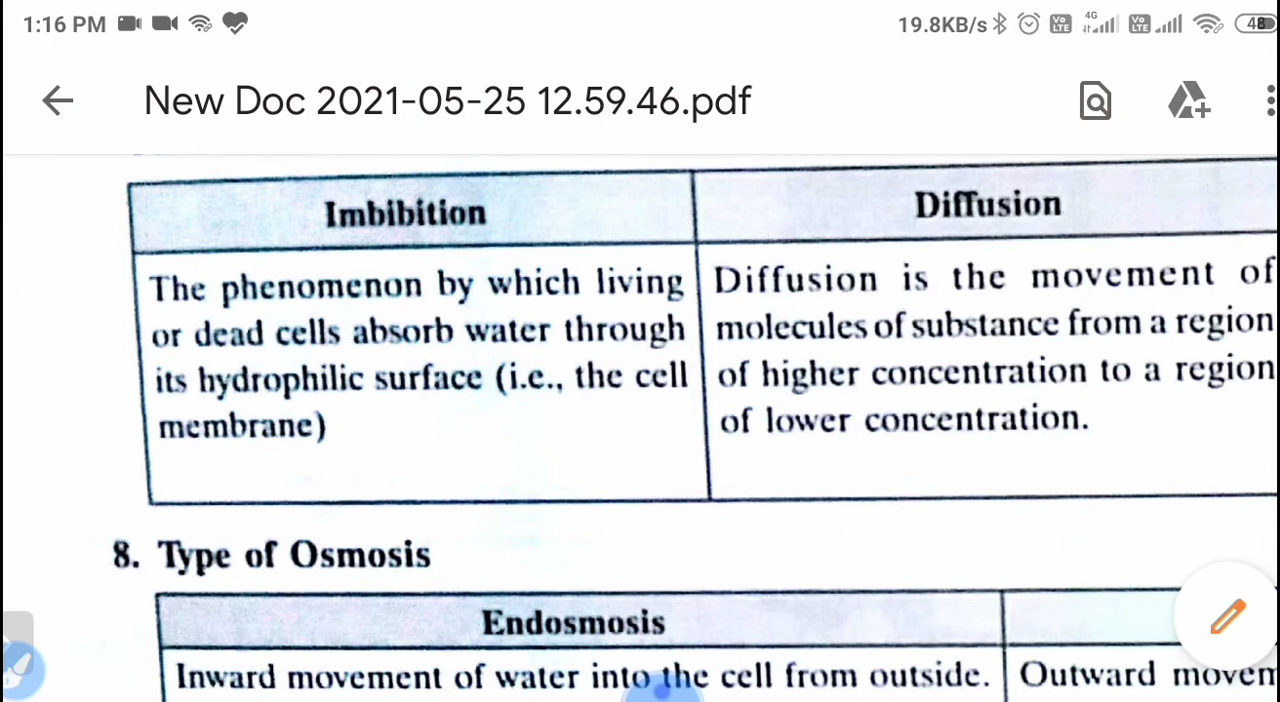 1:16 PM
19.8KB/s 4G 48
New Doc 2021-05-25 12.59.46.pdf
Imbibition
Diffusion
The phenomenon by which living
or dead cells absorb water through
its hydrophilic surface (i.e., the cell
membrane)
Diffusion is the movement of
molecules of substance from a region
of higher concentration to a region
of lower concentration.
8. Type of Osmosis
Endosmosis
Inward movement of water into the cell from outside.
Outward